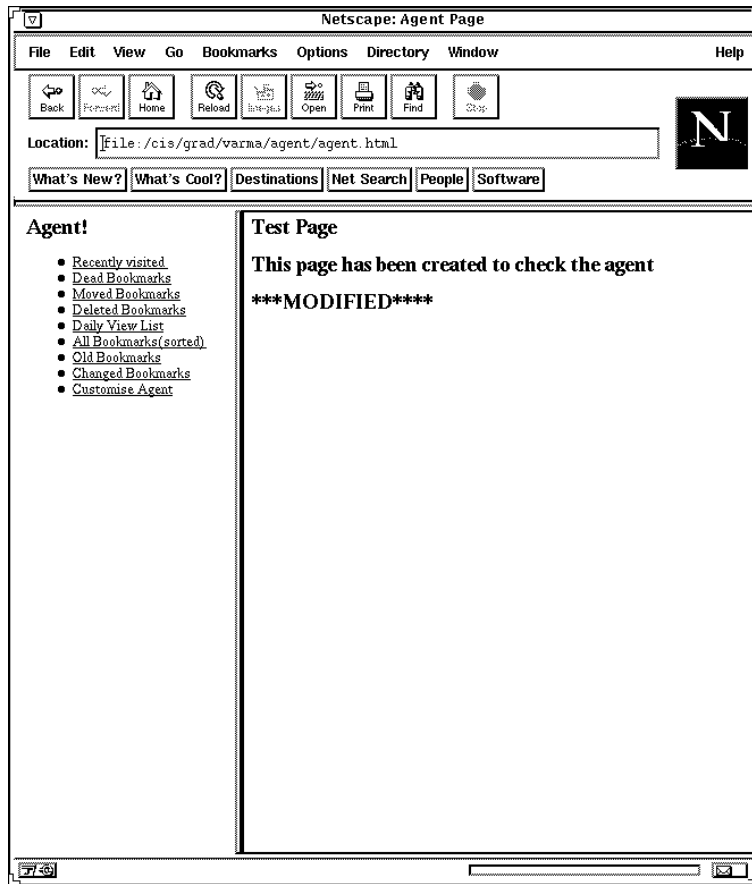 Netscape: Agent Page
File Edit View Go Bookmarks Options Directory Window Help
Back Forward Home Reload Images Open Print Find Stop
N
Location: file:/cis/grad/varma/agent/agent.html
What's New? What's Cool? Destinations Net Search People Software
Agent!
Recently visited
Dead Bookmarks
Moved Bookmarks
Deleted Bookmarks
Daily View List
All Bookmarks(sorted)
Old Bookmarks
Changed Bookmarks
Customise Agent
Test Page
This page has been created to check the agent
***MODIFIED****